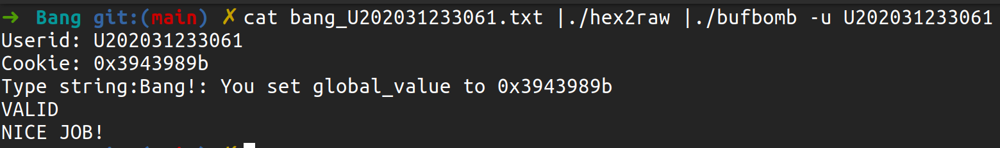 ➜ Bang git:(main) ✗ cat bang_U202031233061.txt |./hex2raw |./bufbomb -u U202031233061
Userid: U202031233061
Cookie: 0x3943989b
Type string:Bang!: You set global_value to 0x3943989b
VALID
NICE JOB!